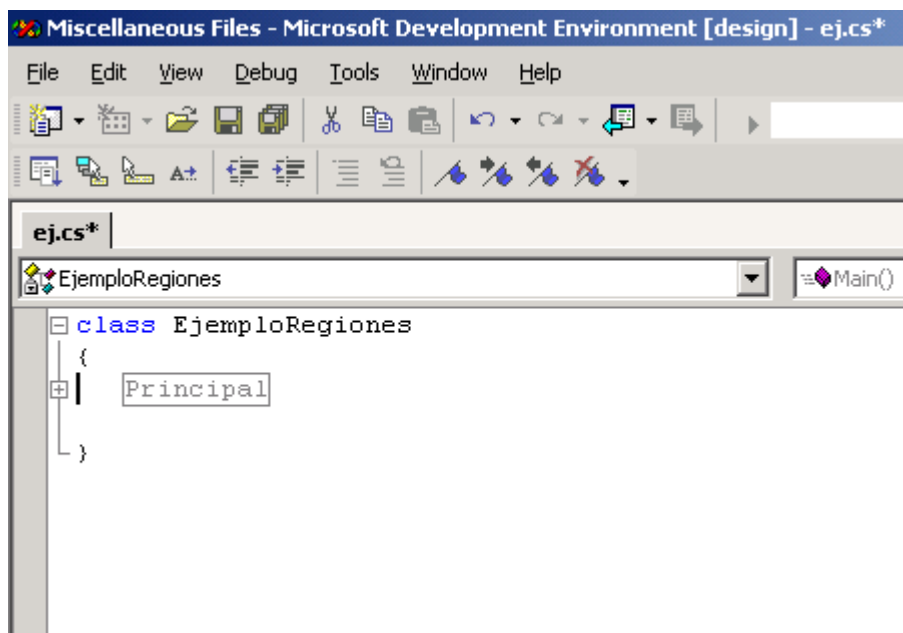 Miscellaneous Files - Microsoft Development Environment [design] - ej.cs*
File Edit View Debug Tools Window Help
ej.cs*
EjemploRegiones Main()
class EjemploRegiones
{
Principal
}